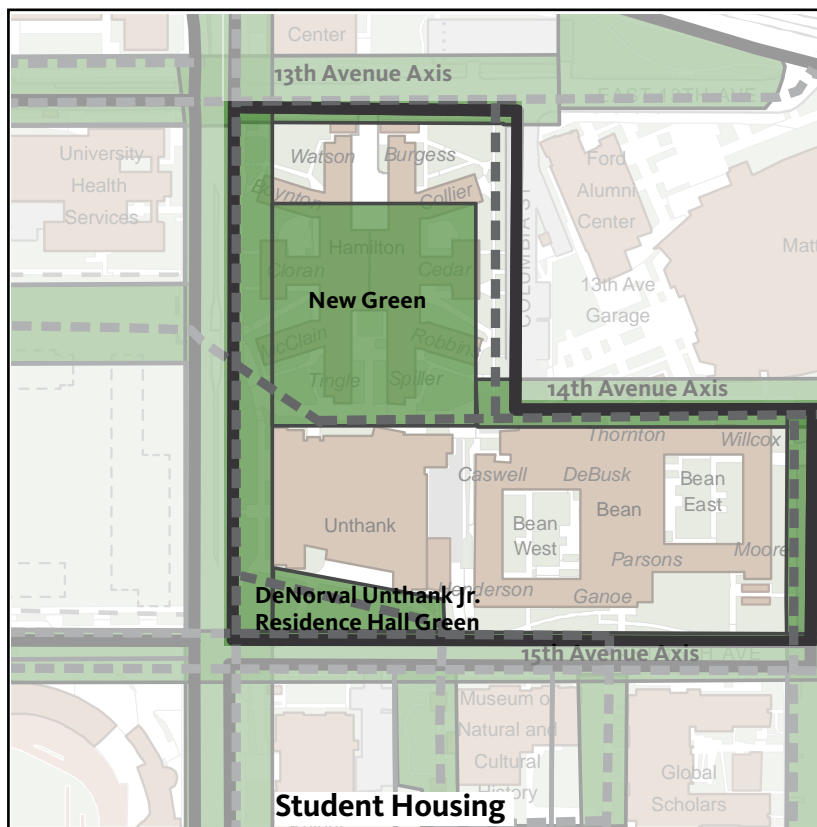 Center
13th Avenue Axis
EAST 13TH AVE
University
Health
Services
Watson
Burgess
Boynton
Collier
Ford
Alumni
Center
COLUMBIA ST
Hamilton
Cloran
Cedar
Matt
13th Ave
Garage
New Green
McClain
Robbins
Tingle
Spiller
14th Avenue Axis
Thornton
Willcox
Caswell
DeBusk
Bean
East
Unthank
Bean
West
Bean
Parsons
Moore
Henderson
Ganoe
DeNorval Unthank Jr.
Residence Hall Green
15th Avenue Axis
AVE
Museum of
Natural and
Cultural
History
Global
Scholars
Student Housing